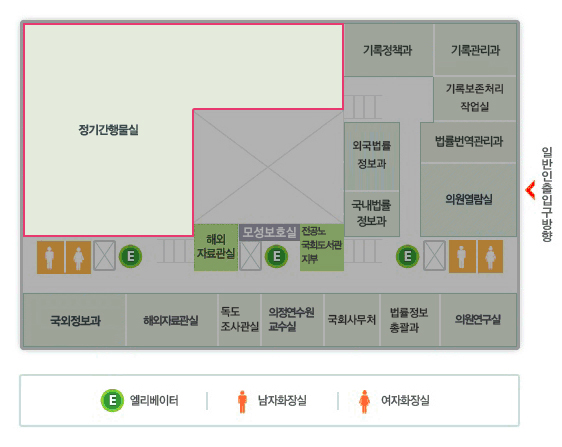 기록정책과
기록관리과
기록보존처리
작업실
정기간행물실
외국법률
정보과
법률번역관리과
국내법률
정보과
의원열람실
일반인출입구방향
해외
자료관실
모성보호실
전공노
국회도서관
지부
E
E
E
국외정보과
해외자료관실
독도
조사관실
의정연수원
교수실
국회사무처
법률정보
총괄과
의원연구실
E 엘리베이터
남자화장실
여자화장실